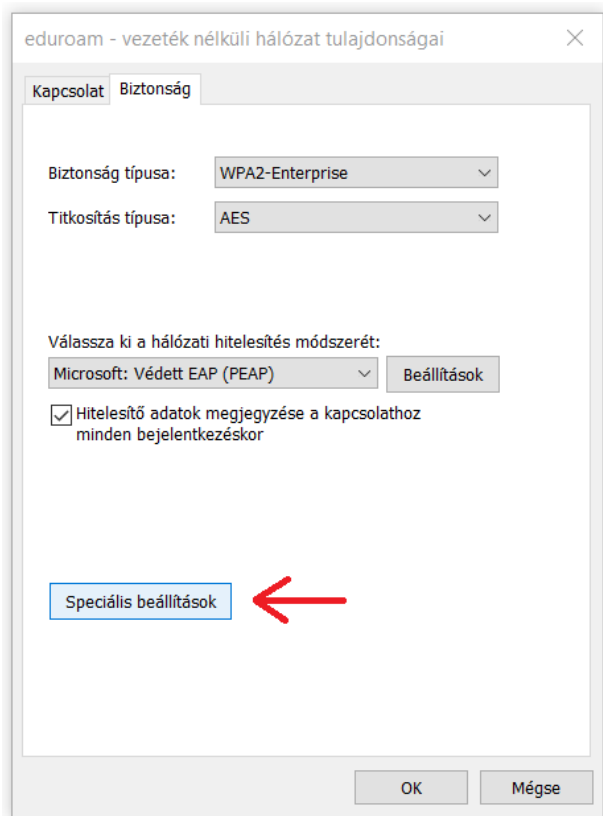 eduroam - vezeték nélküli hálózat tulajdonságai
Kapcsolat Biztonság
Biztonság típusa: WPA2-Enterprise
Titkosítás típusa: AES
Válassza ki a hálózati hitelesítés módszerét:
Microsoft: Védett EAP (PEAP) Beállítások
Hitelesítő adatok megjegyzése a kapcsolathoz
minden bejelentkezéskor
Speciális beállítások
OK Mégse